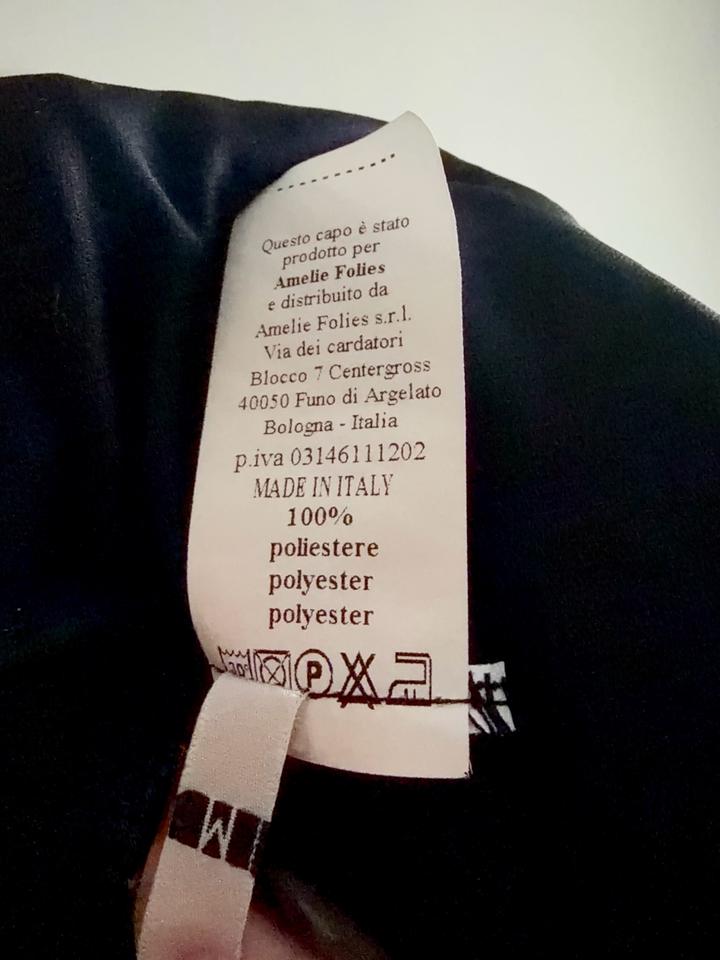 Questo capo è stato
prodotto per
Amelie Folies
e distribuito da
Amelie Folies s.r.l.
Via dei cardatori
Blocco 7 Centergross
40050 Funo di Argelato
Bologna - Italia
p.iva 03146111202
MADE IN ITALY
100%
poliestere
polyester
polyester
P
M